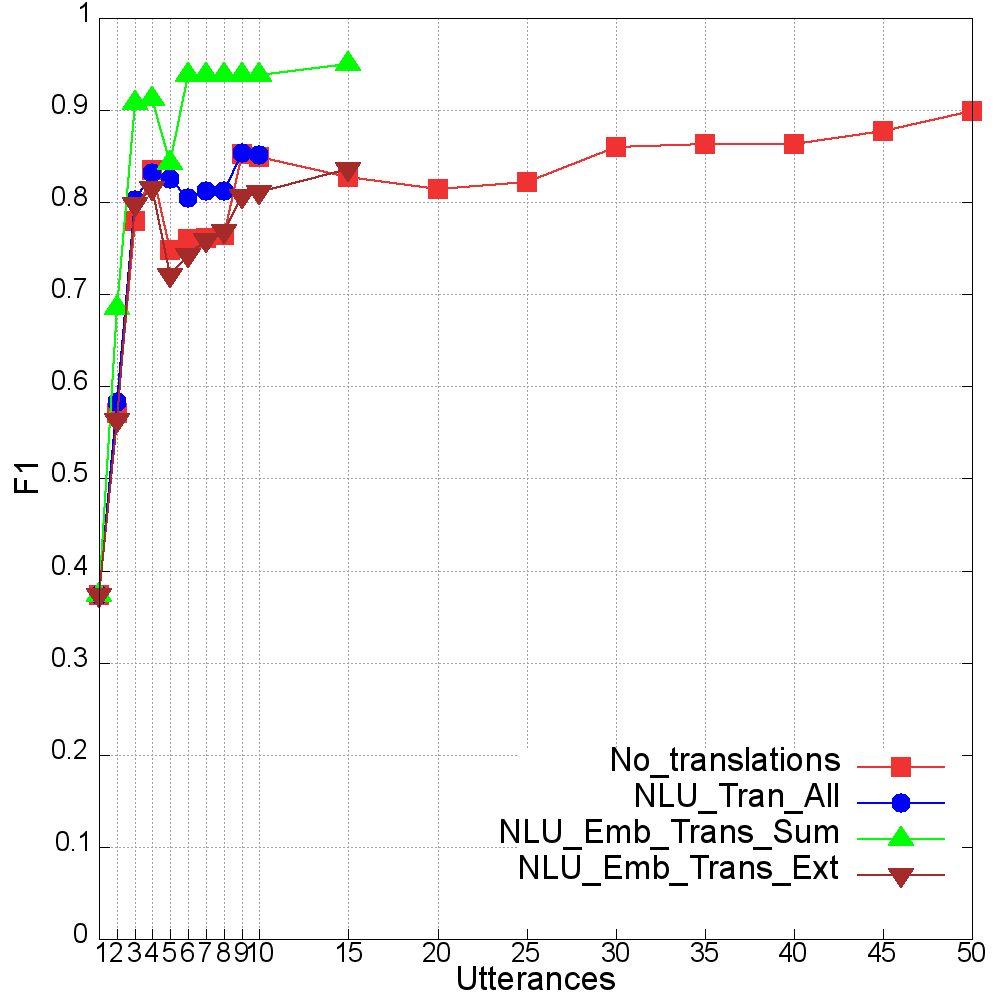 1
0.9
0.8
0.7
0.6
0.5
0.4
0.3
0.2
0.1
0
F1
No_translations
NLU_Tran_All
NLU_Emb_Trans_Sum
NLU_Emb_Trans_Ext
1 2 3 4 5 6 7 8 9 10 15 20 25 30 35 40 45 50
Utterances